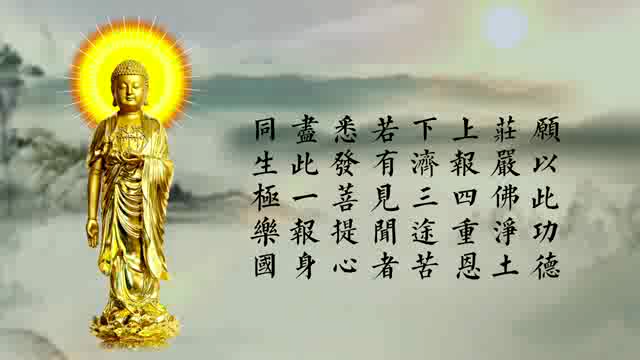 願以此功德
莊嚴佛淨土
上報四重恩
下濟三途苦
若有見聞者
悉發菩提心
盡此一報身
同生極樂國